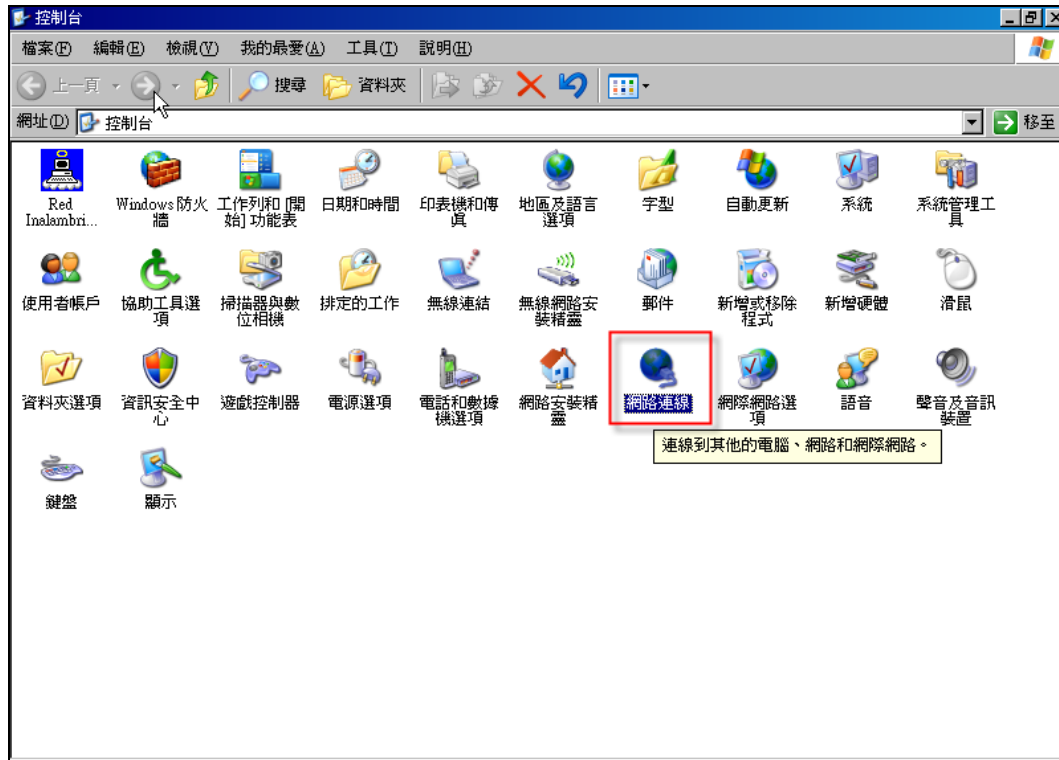 控制台
檔案(F) 編輯(E) 檢視(V) 我的最愛(A) 工具(T) 說明(H)
上一頁 搜尋 資料夾
網址(D) 控制台 移至
Red Inalambri...
Windows 防火牆
工作列和 [開始] 功能表
日期和時間
印表機和傳真
地區及語言選項
字型
自動更新
系統
系統管理工具
使用者帳戶
協助工具選項
掃描器與數位相機
排定的工作
無線連結
無線網路安裝精靈
郵件
新增或移除程式
新增硬體
滑鼠
資料夾選項
資訊安全中心
遊戲控制器
電源選項
電話和數據機選項
網路安裝精靈
網路連線
網際網路選項
語音
聲音及音訊裝置
連線到其他的電腦、網路和網際網路。
鍵盤
顯示